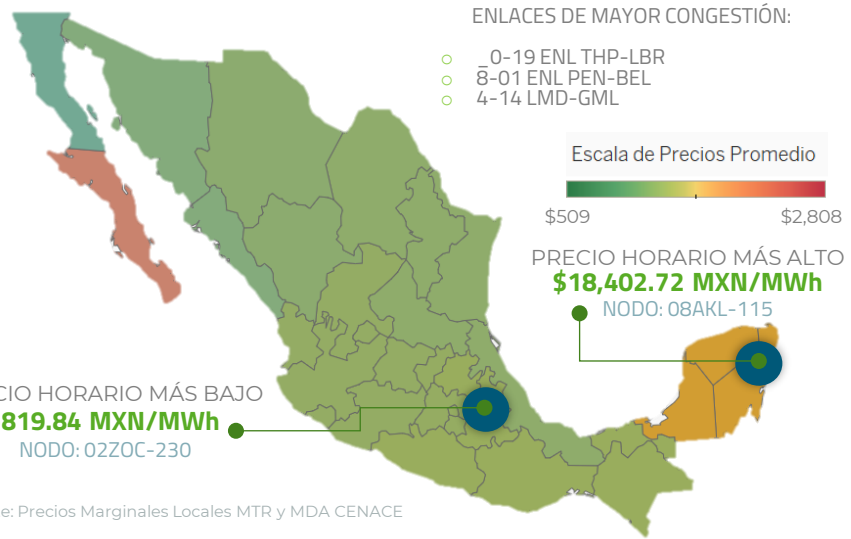 ENLACES DE MAYOR CONGESTIÓN:
_0-19 ENL THP-LBR
8-01 ENL PEN-BEL
4-14 LMD-GML
Escala de Precios Promedio
$509 $2,808
PRECIO HORARIO MÁS ALTO
$18,402.72 MXN/MWh
NODO: 08AKL-115
CIO HORARIO MÁS BAJO
819.84 MXN/MWh
NODO: 02ZOC-230
e: Precios Marginales Locales MTR y MDA CENACE